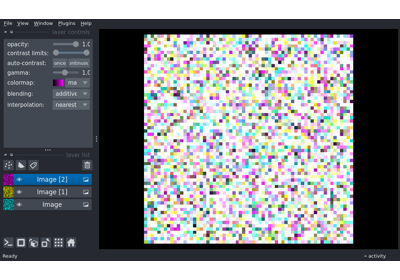 File View Window Plugins Help
layer controls
opacity: 1.0
contrast limits:
auto-contrast: once
gamma: 1.0
colormap: ma
blending: additive
interpolation: nearest
layer list
Image [2]
Image [1]
Image
Ready
activity